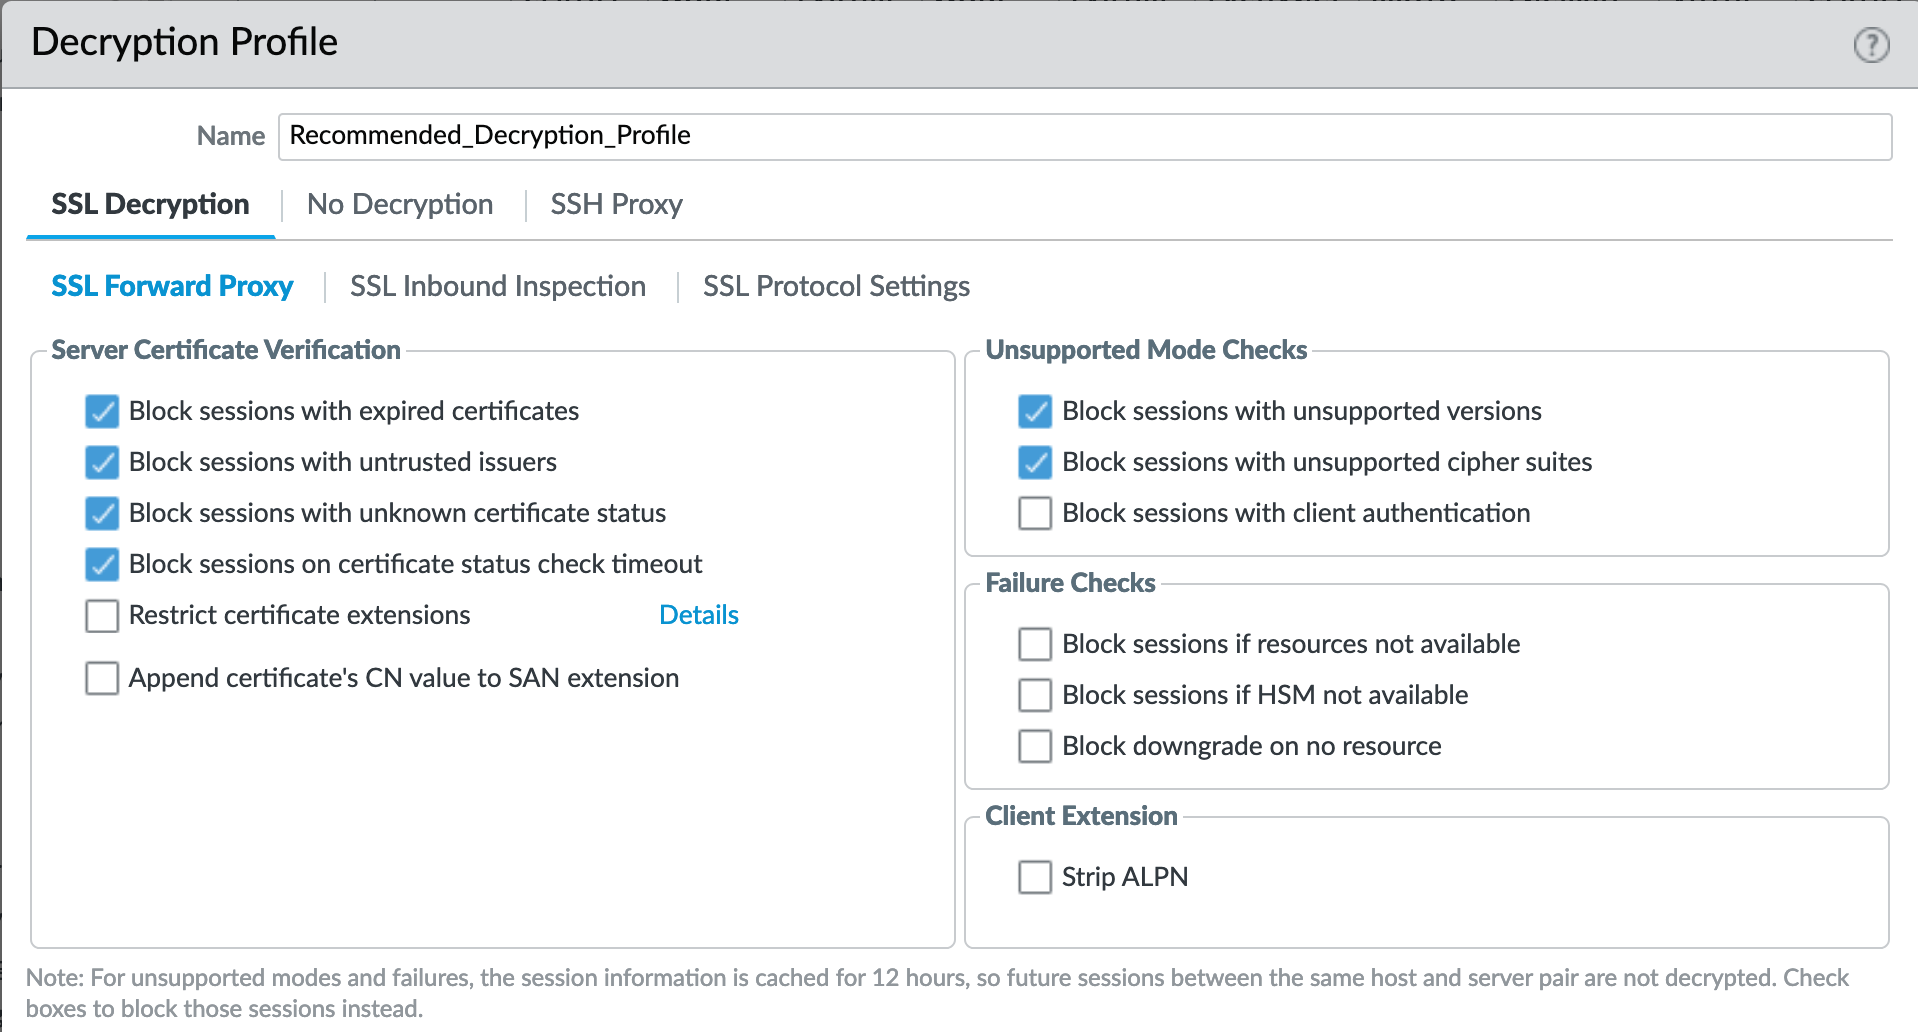 Decryption Profile
?
Name
Recommended_Decryption_Profile
SSL Decryption
No Decryption
SSH Proxy
SSL Forward Proxy
SSL Inbound Inspection
SSL Protocol Settings
Server Certificate Verification
Block sessions with expired certificates
Block sessions with untrusted issuers
Block sessions with unknown certificate status
Block sessions on certificate status check timeout
Restrict certificate extensions
Details
Append certificate's CN value to SAN extension
Unsupported Mode Checks
Block sessions with unsupported versions
Block sessions with unsupported cipher suites
Block sessions with client authentication
Failure Checks
Block sessions if resources not available
Block sessions if HSM not available
Block downgrade on no resource
Client Extension
Strip ALPN
Note: For unsupported modes and failures, the session information is cached for 12 hours, so future sessions between the same host and server pair are not decrypted. Check
boxes to block those sessions instead.